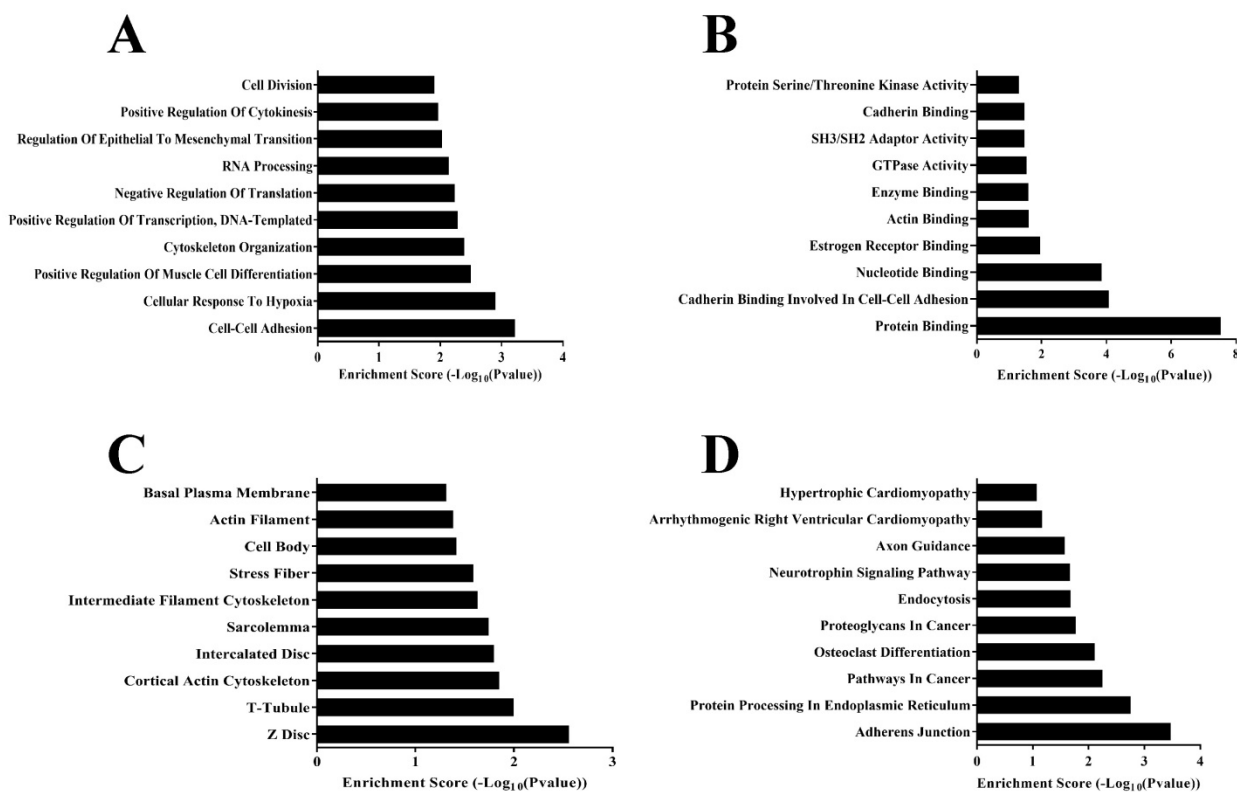 A
Cell Division
Positive Regulation Of Cytokinesis
Regulation Of Epithelial To Mesenchymal Transition
RNA Processing
Negative Regulation Of Translation
Positive Regulation Of Transcription, DNA-Templated
Cytoskeleton Organization
Positive Regulation Of Muscle Cell Differentiation
Cellular Response To Hypoxia
Cell-Cell Adhesion
0 1 2 3 4
Enrichment Score (-Log10(Pvalue))
B
Protein Serine/Threonine Kinase Activity
Cadherin Binding
SH3/SH2 Adaptor Activity
GTPase Activity
Enzyme Binding
Actin Binding
Estrogen Receptor Binding
Nucleotide Binding
Cadherin Binding Involved In Cell-Cell Adhesion
Protein Binding
0 2 4 6 8
Enrichment Score (-Log10(Pvalue))
C
Basal Plasma Membrane
Actin Filament
Cell Body
Stress Fiber
Intermediate Filament Cytoskeleton
Sarcolemma
Intercalated Disc
Cortical Actin Cytoskeleton
T-Tubule
Z Disc
0 1 2 3
Enrichment Score (-Log10(Pvalue))
D
Hypertrophic Cardiomyopathy
Arrhythmogenic Right Ventricular Cardiomyopathy
Axon Guidance
Neurotrophin Signaling Pathway
Endocytosis
Proteoglycans In Cancer
Osteoclast Differentiation
Pathways In Cancer
Protein Processing In Endoplasmic Reticulum
Adherens Junction
0 1 2 3 4
Enrichment Score (-Log10(Pvalue))